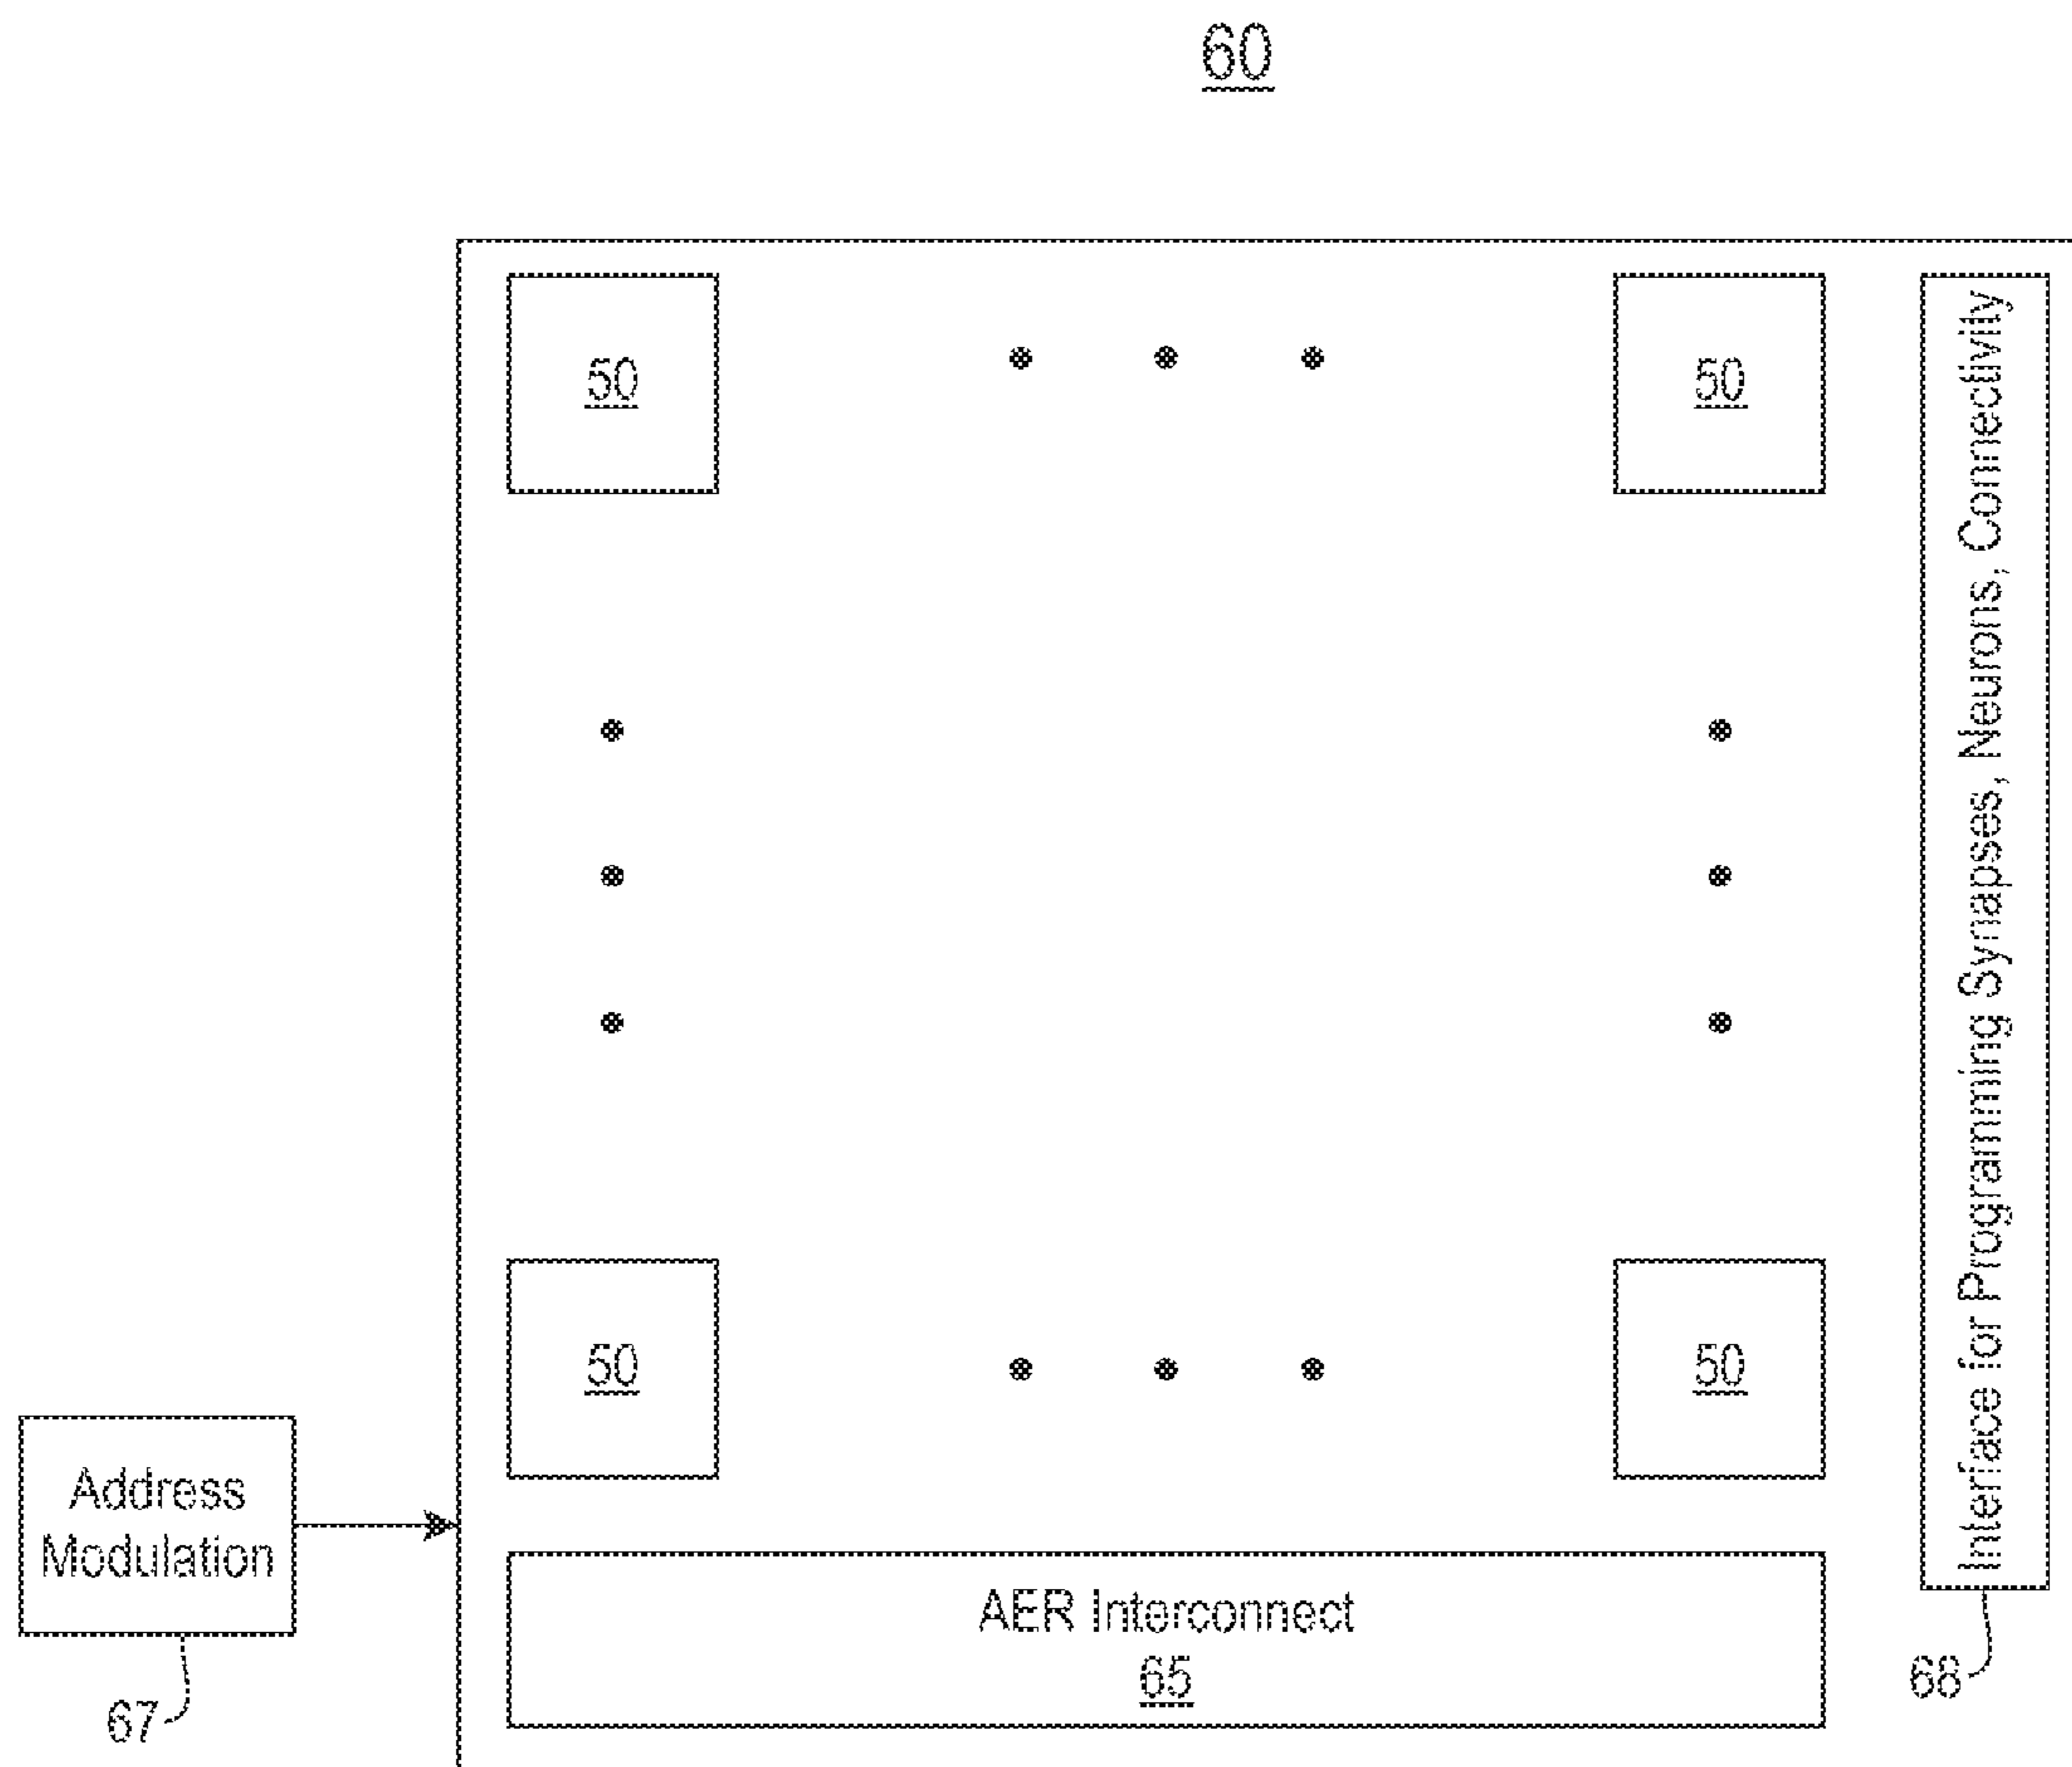 60
50
50
Interface for Programming Synapses, Neurons, Connectivity
50
50
Address
Modulation
AER Interconnect
65
67
68